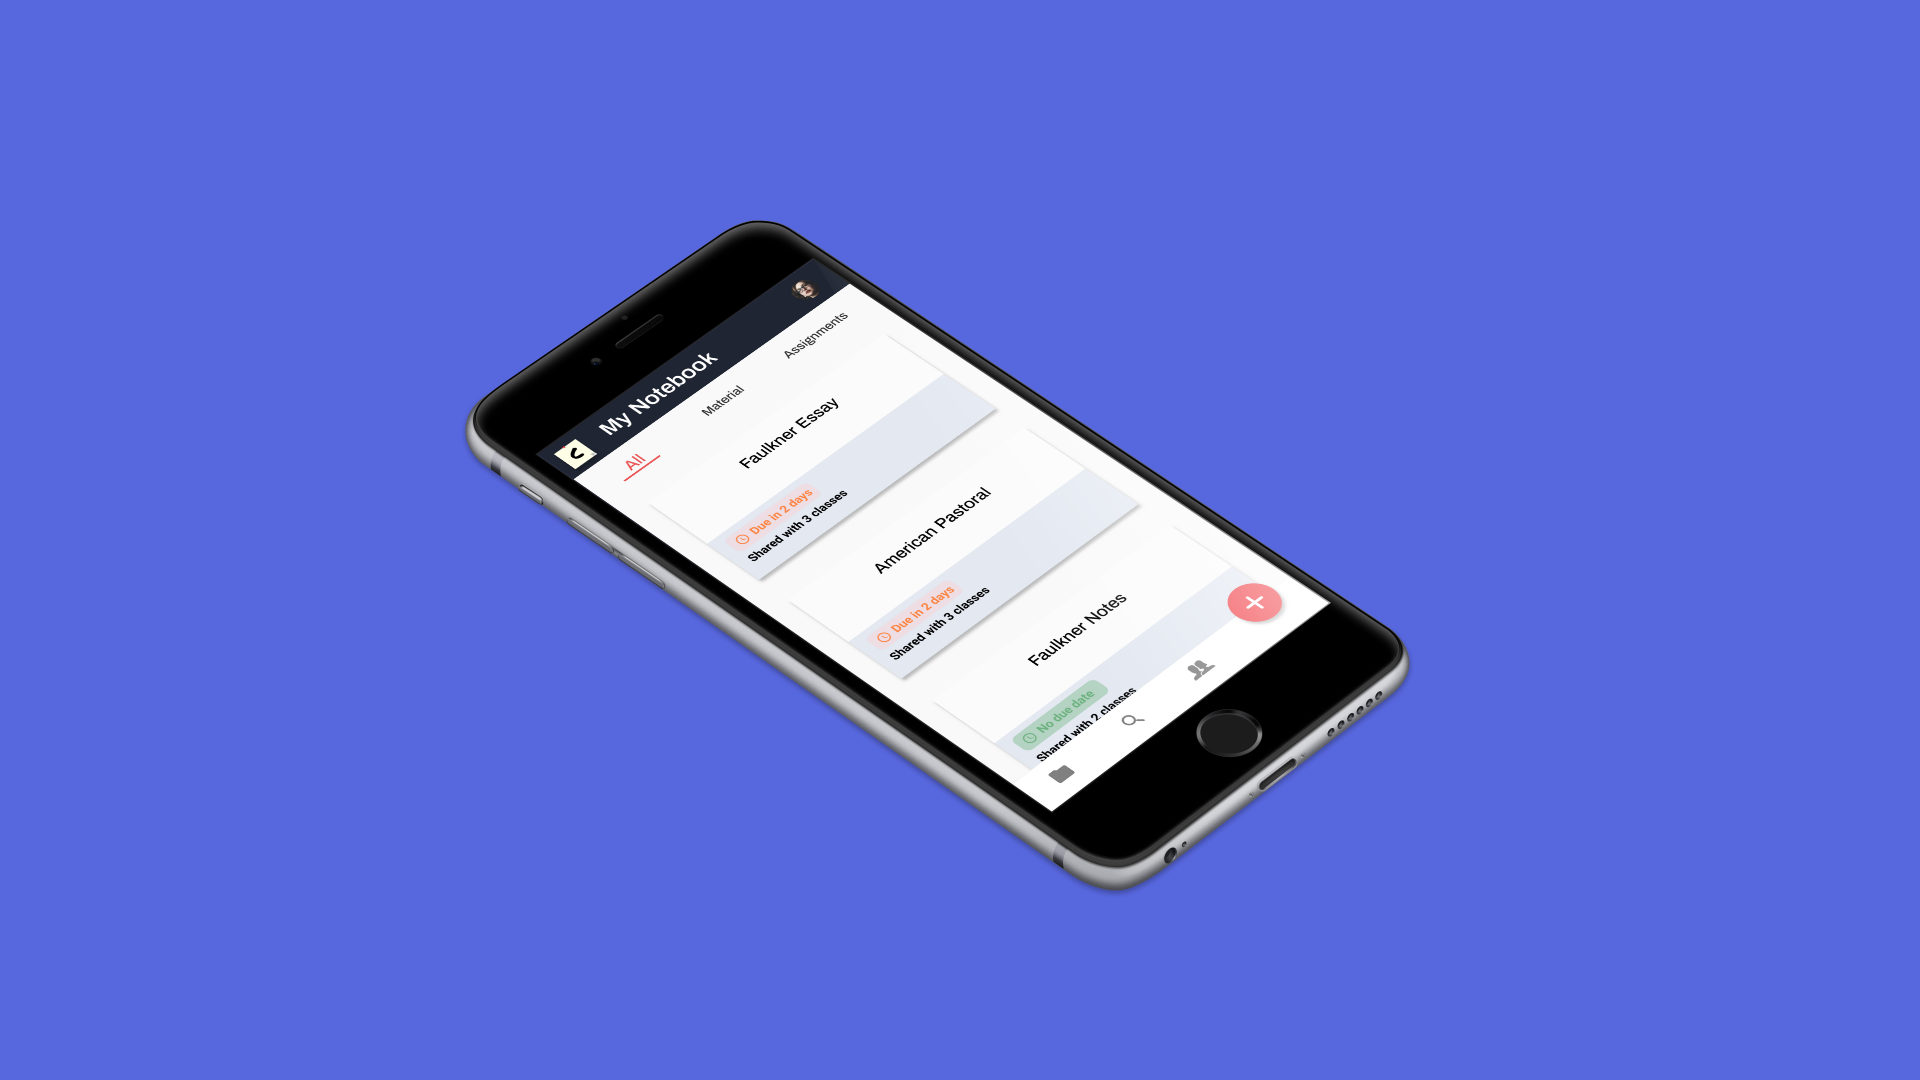 My Notebook
All
Material
Assignments
Faulkner Essay
Due in 2 days
Shared with 3 classes
American Pastoral
Due in 2 days
Shared with 3 classes
Faulkner Notes
No due date
Shared with 2 classes